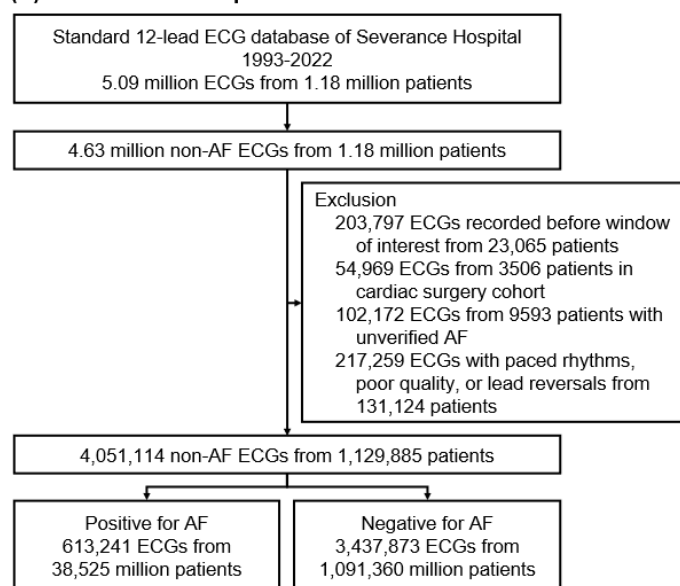 Standard 12-lead ECG database of Severance Hospital
1993-2022
5.09 million ECGs from 1.18 million patients
4.63 million non-AF ECGs from 1.18 million patients
Exclusion
203,797 ECGs recorded before window
of interest from 23,065 patients
54,969 ECGs from 3506 patients in
cardiac surgery cohort
102,172 ECGs from 9593 patients with
unverified AF
217,259 ECGs with paced rhythms,
poor quality, or lead reversals from
131,124 patients
4,051,114 non-AF ECGs from 1,129,885 patients
Positive for AF
613,241 ECGs from
38,525 million patients
Negative for AF
3,437,873 ECGs from
1,091,360 million patients